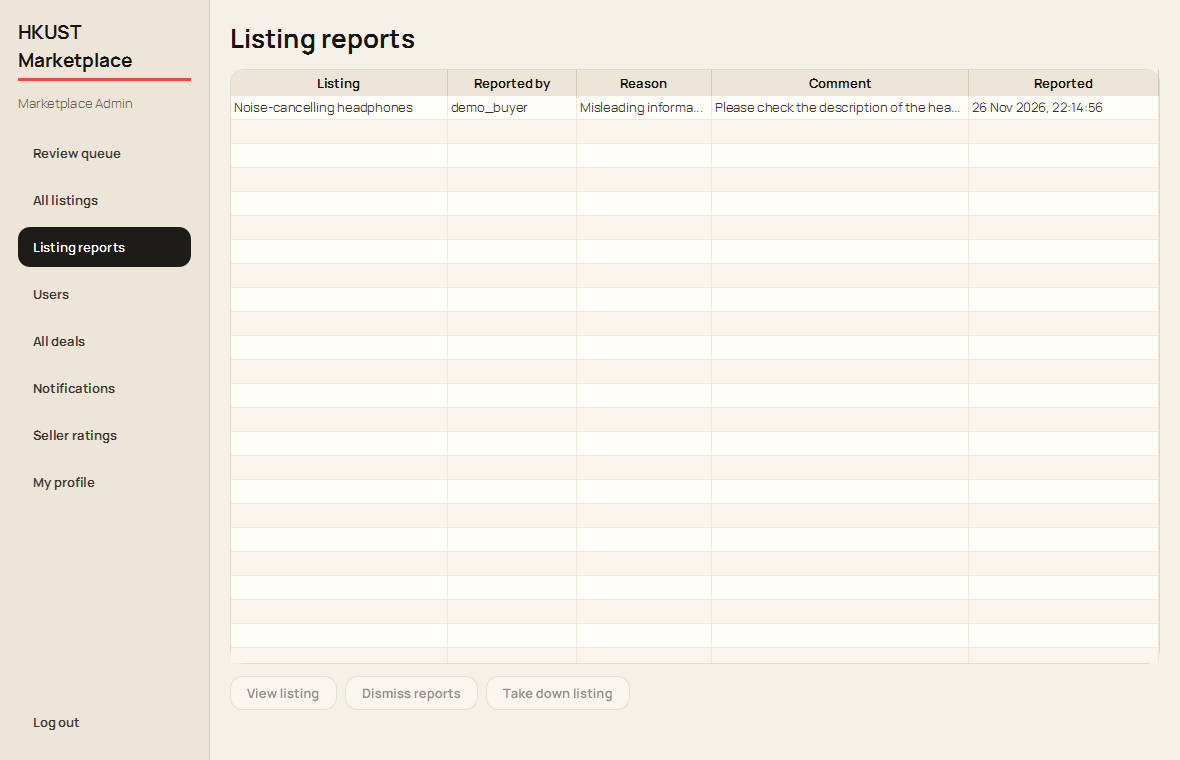 HKUST
Marketplace
Marketplace Admin
Review queue
All listings
Listing reports
Users
All deals
Notifications
Seller ratings
My profile
Log out
Listing reports
Listing Reported by Reason Comment Reported
Noise-cancelling headphones demo_buyer Misleading informa... Please check the description of the hea... 26 Nov 2026, 22:14:56
View listing Dismiss reports Take down listing